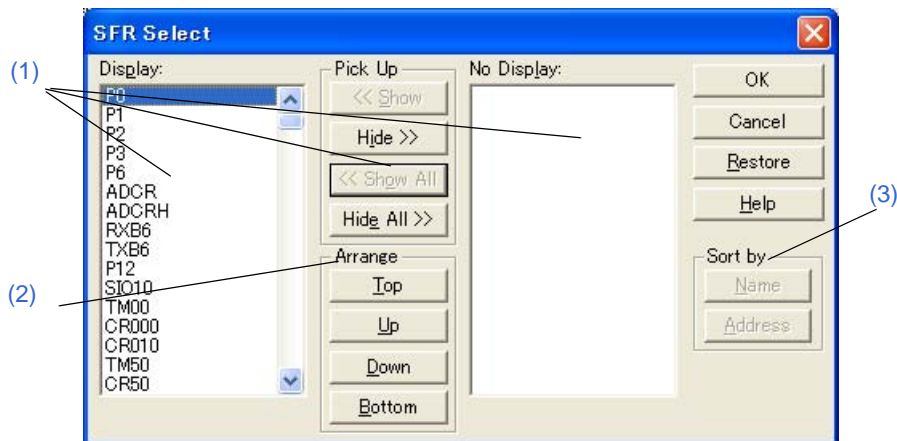 SFR Select
(1)
Display:
P0
P1
P2
P3
P6
ADCR
ADCRH
RXB6
TXB6
P12
SIO10
TM00
CR000
CR010
TM50
CR50
Pick Up
<< Show
Hide >>
<< Show All
Hide All >>
(2)
Arrange
Top
Up
Down
Bottom
No Display:
OK
Cancel
Restore
Help
(3)
Sort by
Name
Address